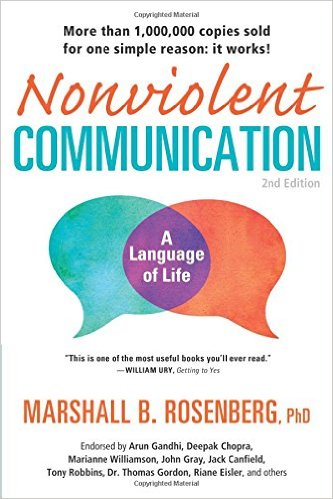 Copyrighted Material
More than 1,000,000 copies sold
for one simple reason: it works!
Nonviolent
COMMUNICATION
2nd Edition
A
Language
of Life
"This is one of the most useful books you'll ever read."
—WILLIAM URY, Getting to Yes
MARSHALL B. ROSENBERG, PhD
Endorsed by Arun Gandhi, Deepak Chopra,
Marianne Williamson, John Gray, Jack Canfield,
Tony Robbins, Dr. Thomas Gordon, Riane Eisler, and others
Copyrighted Material